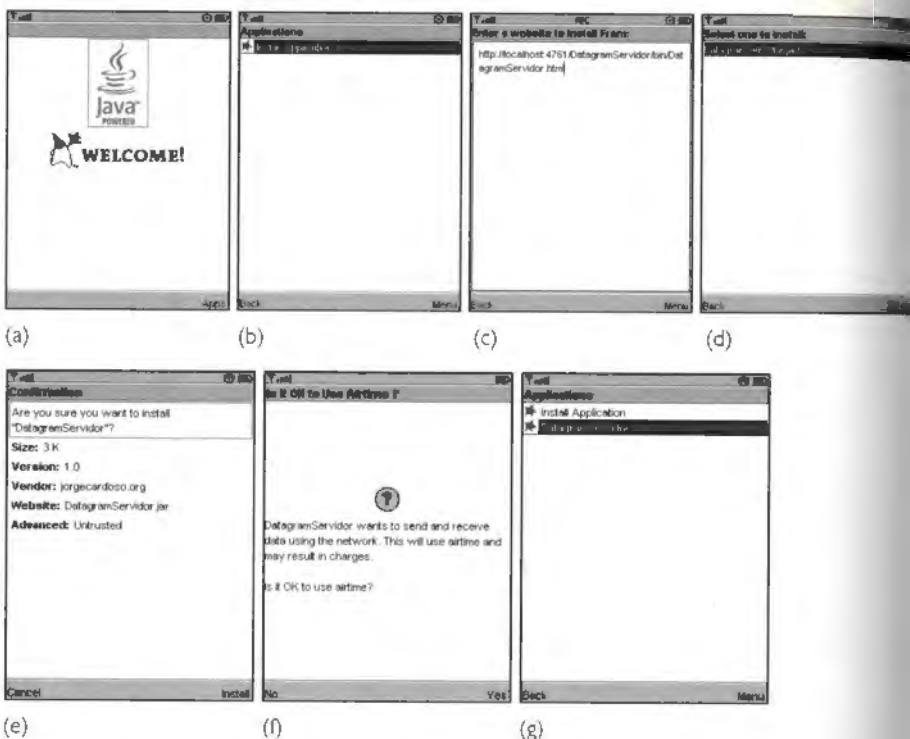 Java
POWERED
WELCOME!
Apps
(a)
Applications
Back
Menu
(b)
ABC
Enter a website to Install From:
http://localhost:4761/DatagramServidor/bin/Dat
agramServidor.htm
Back
Menu
(c)
Select one to install:
Back
(d)
Confirmation
Are you sure you want to install
"DatagramServidor"?
Size: 3 K
Version: 1.0
Vendor: jorgecardoso.org
Website: DatagramServidor.jar
Advanced: Untrusted
Cancel
Install
(e)
Is it OK to Use Airtime?
?
DatagramServidor wants to send and receive
data using the network. This will use airtime and
may result in charges.
Is it OK to use airtime?
No
Yes
(f)
Applications
Install Application
Back
Menu
(g)